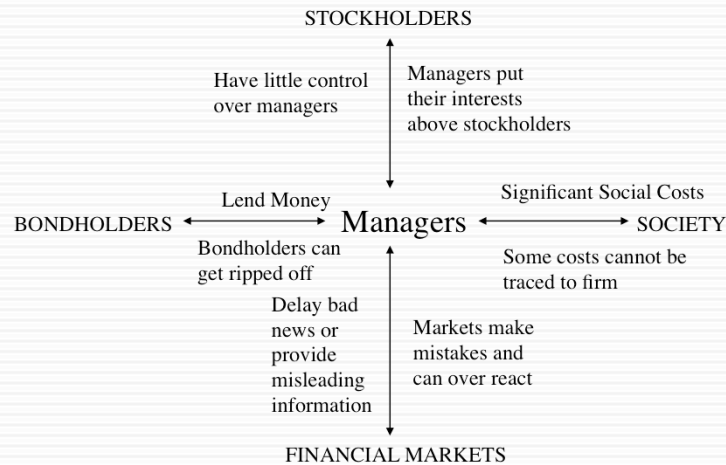 STOCKHOLDERS
Have little control
over managers
Managers put
their interests
above stockholders
Lend Money
Significant Social Costs
BONDHOLDERS
Managers
SOCIETY
Bondholders can
get ripped off
Some costs cannot be
traced to firm
Delay bad
news or
provide
misleading
information
Markets make
mistakes and
can over react
FINANCIAL MARKETS